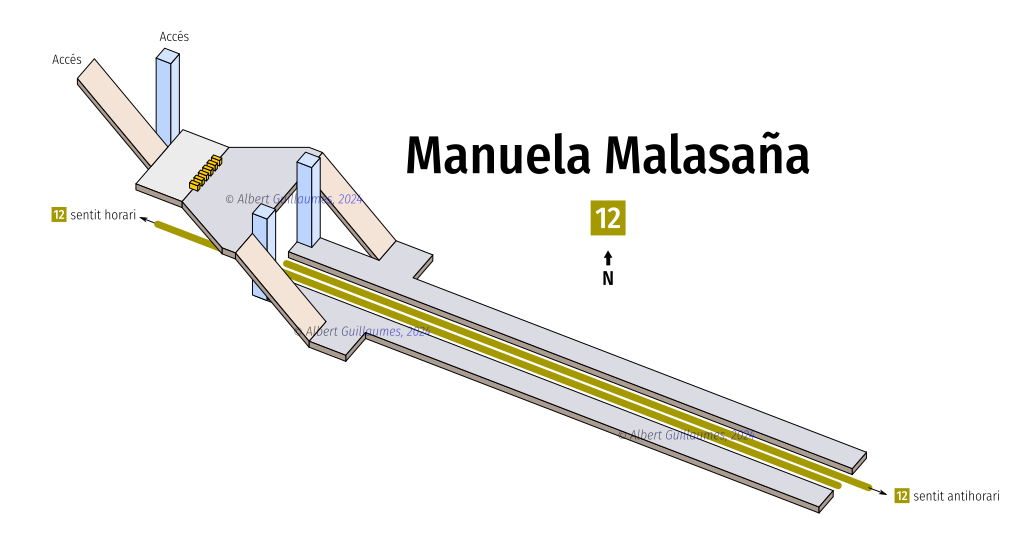 Accés
Accés
Manuela Malasaña
© Albert Guillaumes, 2024
12
12 sentit horari
N
© Albert Guillaumes, 2024
© Albert Guillaumes, 2024
12 sentit antihorari